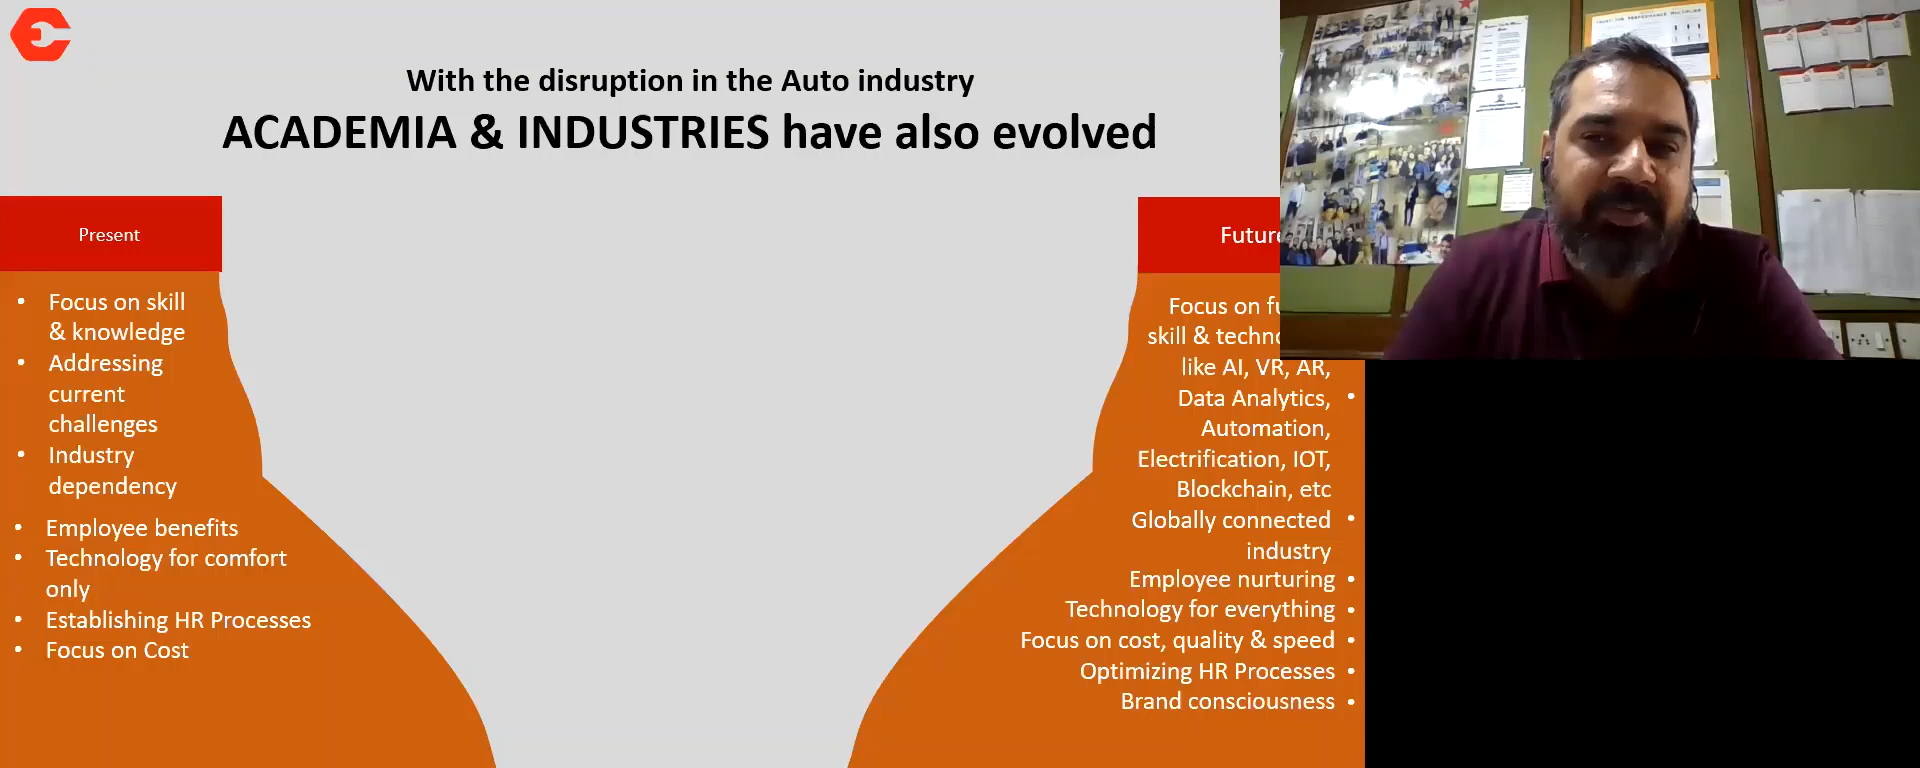 With the disruption in the Auto industry
ACADEMIA & INDUSTRIES have also evolved
Present
• Focus on skill
& knowledge
• Addressing
current
challenges
• Industry
dependency
• Employee benefits
• Technology for comfort
only
• Establishing HR Processes
• Focus on Cost
Future
Focus on
skill &
like AI, VR, AR,
Data Analytics, •
Automation,
Electrification, IOT,
Blockchain, etc
Globally connected •
industry
Employee nurturing •
Technology for everything •
Focus on cost, quality & speed •
Optimizing HR Processes •
Brand consciousness •